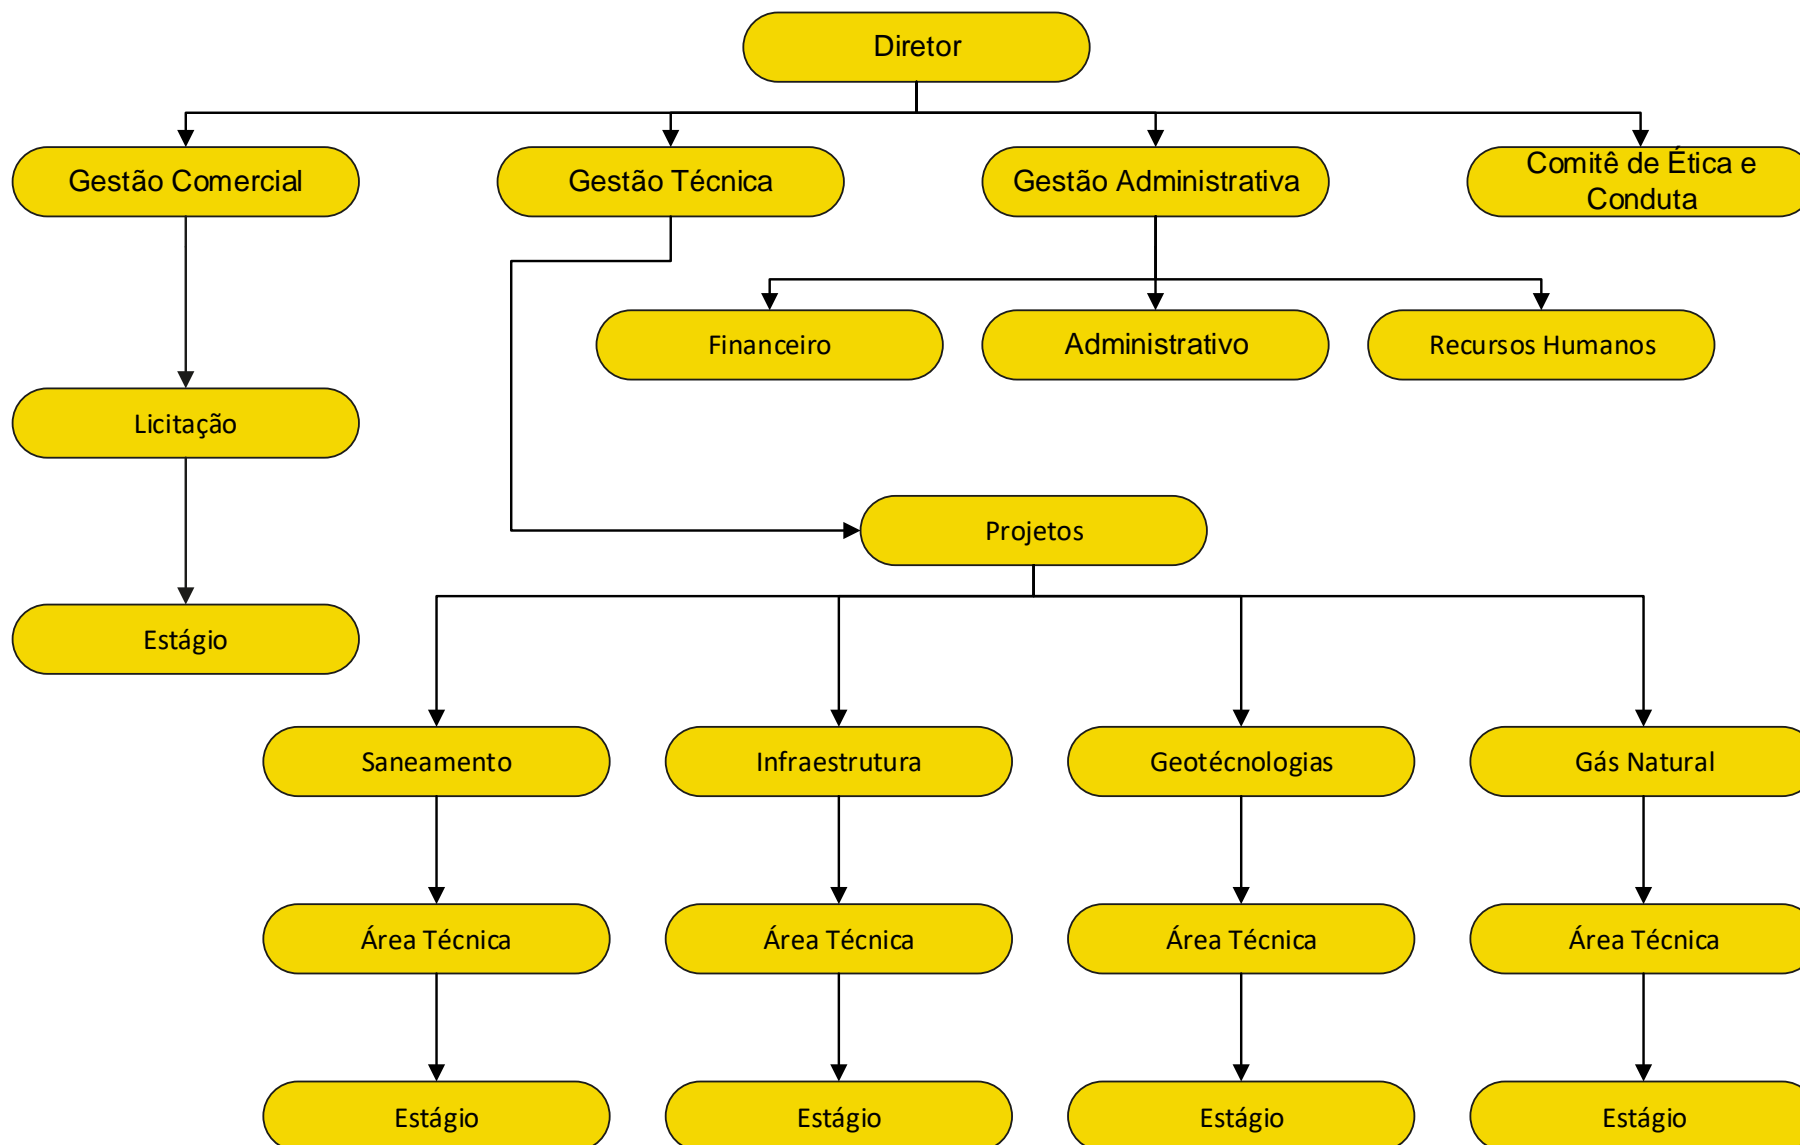 Diretor
Gestão Comercial
Gestão Técnica
Gestão Administrativa
Comitê de Ética e
Conduta
Financeiro
Administrativo
Recursos Humanos
Licitação
Projetos
Estágio
Saneamento
Infraestrutura
Geotécnologias
Gás Natural
Área Técnica
Área Técnica
Área Técnica
Área Técnica
Estágio
Estágio
Estágio
Estágio